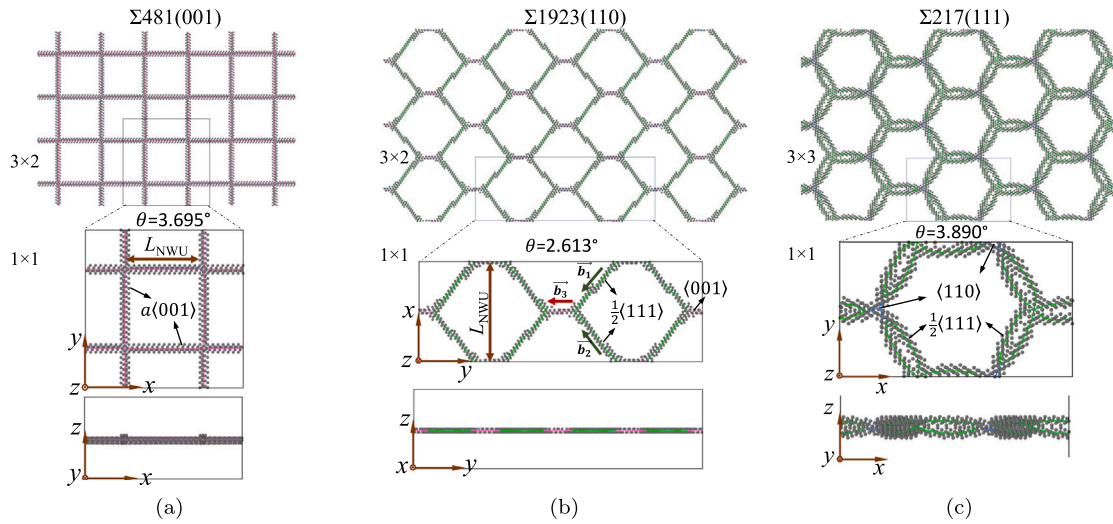 Σ481(001)
3×2
θ=3.695°
1×1
L_NWU
a⟨001⟩
y
z
x
z
y
x
(a)
Σ1923(110)
3×2
θ=2.613°
1×1
L_NWU
b₁
b₃
b₂
½⟨111⟩
⟨001⟩
x
z
y
z
x
y
(b)
Σ217(111)
3×3
θ=3.890°
1×1
⟨110⟩
½⟨111⟩
y
z
x
z
y
x
(c)